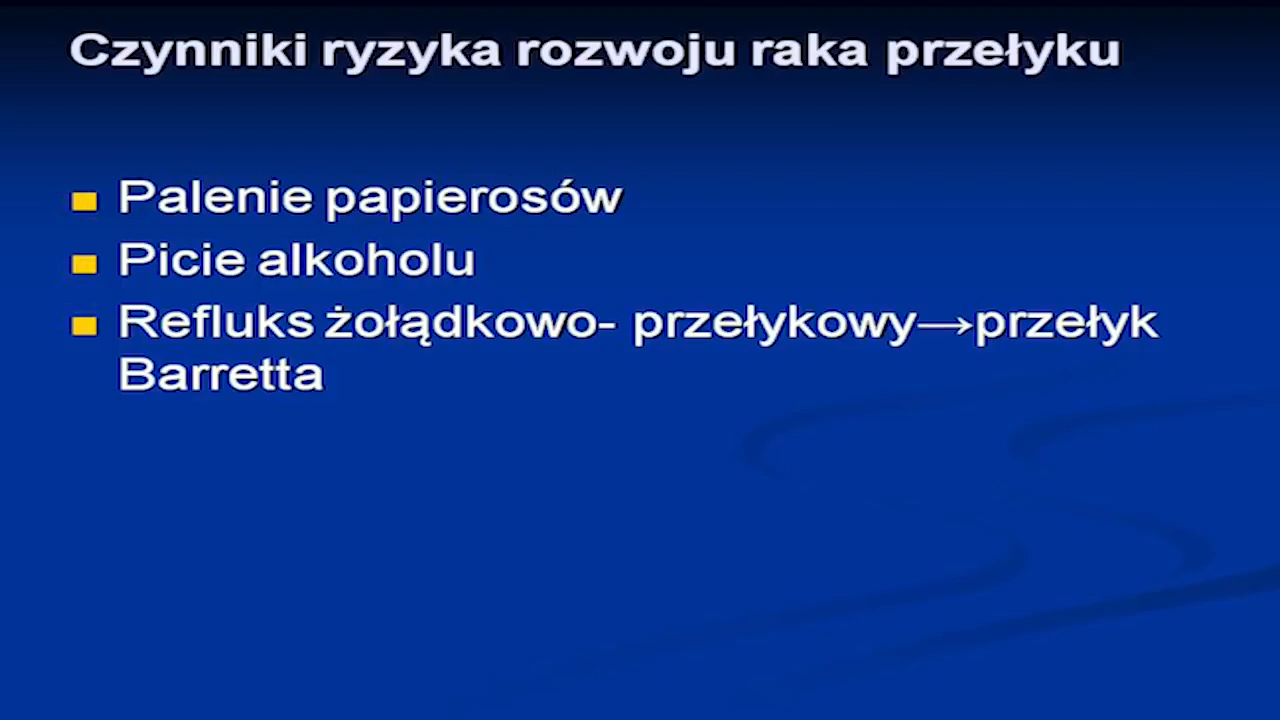 Czynniki ryzyka rozwoju raka przełyku
Palenie papierosów
Picie alkoholu
Refluks żołądkowo- przełykowy→przełyk
Barretta